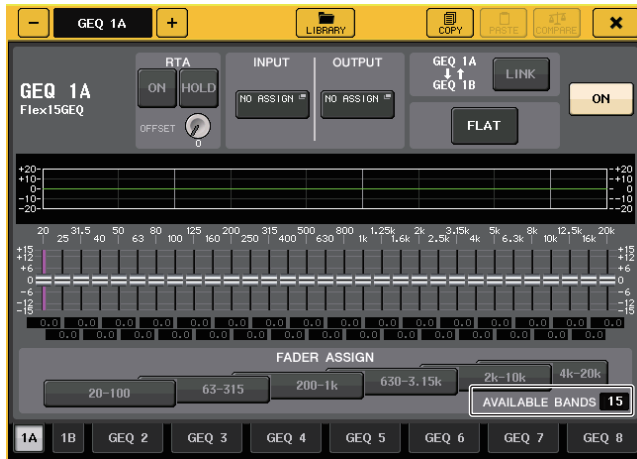 − GEQ 1A + LIBRARY COPY PASTE COMPARE ×
GEQ 1A
Flex15GEQ
RTA
ON HOLD
OFFSET
0
INPUT
NO ASSIGN
OUTPUT
NO ASSIGN
GEQ 1A
GEQ 1B
LINK
FLAT
ON
+20 +20
+10 +10
0 0
-10 -10
-20 -20
20 31.5 50 80 125 200 315 500 800 1.25k 2k 3.15k 5k 8k 12.5k 20k
25 40 63 100 160 250 400 630 1k 1.6k 2.5k 4k 6.3k 10k 16k
+15 +15
+12 +12
+6 +6
0 0
-6 -6
-12 -12
-15 -15
0.0 0.0 0.0 0.0 0.0 0.0 0.0 0.0 0.0 0.0 0.0 0.0 0.0 0.0 0.0 0.0
0.0 0.0 0.0 0.0 0.0 0.0 0.0 0.0 0.0 0.0 0.0 0.0 0.0 0.0 0.0
FADER ASSIGN
20-100 63-315 200-1k 630-3.15k 2k-10k 4k-20k
AVAILABLE BANDS 15
1A 1B GEQ 2 GEQ 3 GEQ 4 GEQ 5 GEQ 6 GEQ 7 GEQ 8